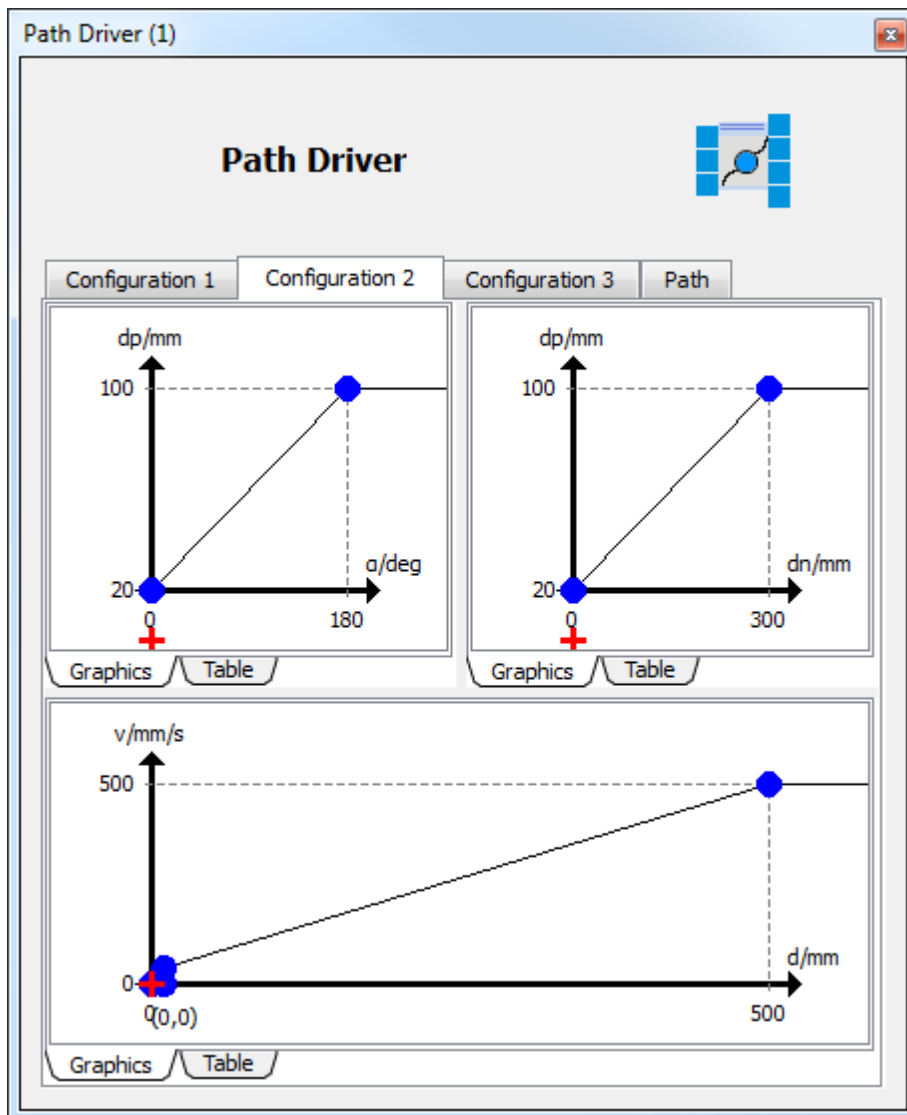 Path Driver (1)
Path Driver
Configuration 1 Configuration 2 Configuration 3 Path
dp/mm
100
20
0
180
a/deg
Graphics Table
dp/mm
100
20
0
300
dn/mm
Graphics Table
v/mm/s
500
0
0
(0,0)
500
d/mm
Graphics Table